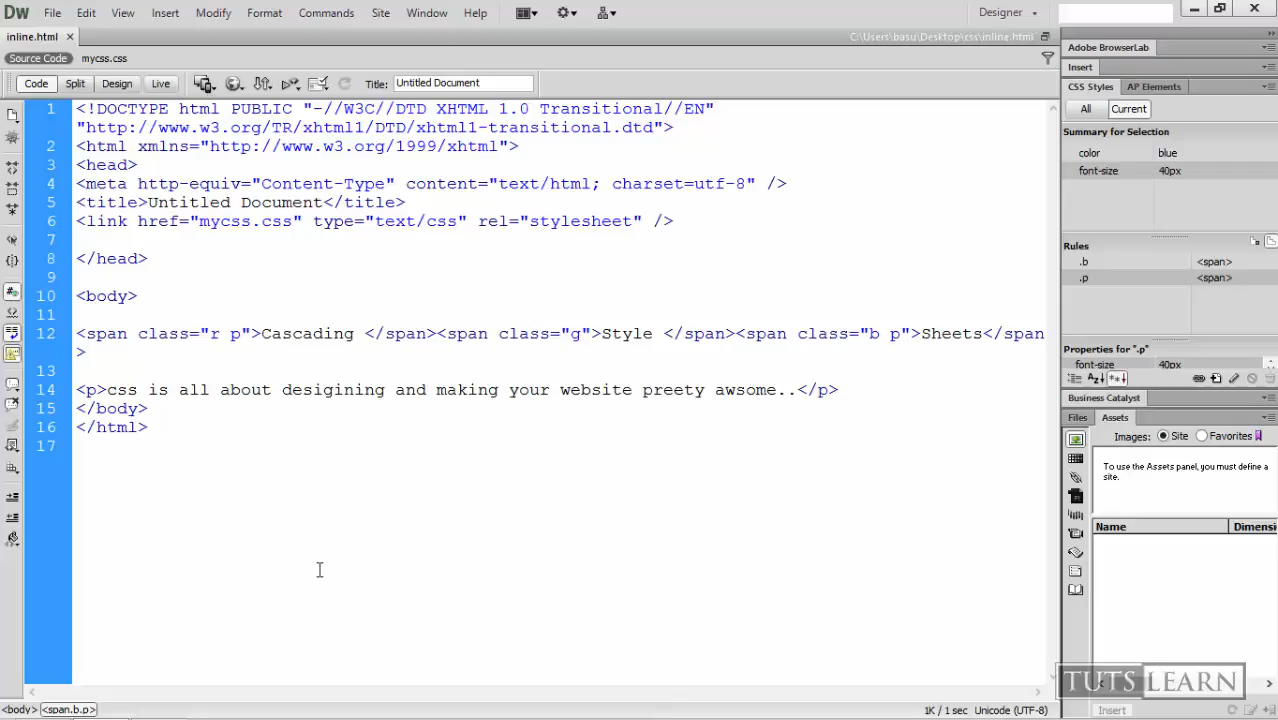 Dw File Edit View Insert Modify Format Commands Site Window Help Designer
inline.html C:\Users\basu\Desktop\css\inline.html
Source Code mycss.css
Code Split Design Live Title: Untitled Document
1 <!DOCTYPE html PUBLIC "-//W3C//DTD XHTML 1.0 Transitional//EN"
"http://www.w3.org/TR/xhtml1/DTD/xhtml1-transitional.dtd">
2 <html xmlns="http://www.w3.org/1999/xhtml">
3 <head>
4 <meta http-equiv="Content-Type" content="text/html; charset=utf-8" />
5 <title>Untitled Document</title>
6 <link href="mycss.css" type="text/css" rel="stylesheet" />
7
8 </head>
9
10 <body>
11
12 <span class="r p">Cascading </span><span class="g">Style </span><span class="b p">Sheets</span
>
13
14 <p>css is all about desigining and making your website preety awsome..</p>
15 </body>
16 </html>
17
Adobe BrowserLab
Insert
CSS Styles AP Elements
All Current
Summary for Selection
color blue
font-size 40px
Rules
.b <span>
.p <span>
Properties for ".p"
font-size 40px
Business Catalyst
Files Assets
Images: Site Favorites
To use the Assets panel, you must define a
site.
Name Dimensi
TUTS LEARN
Insert
<body> <span.b.p> 1K / 1 sec Unicode (UTF-8)